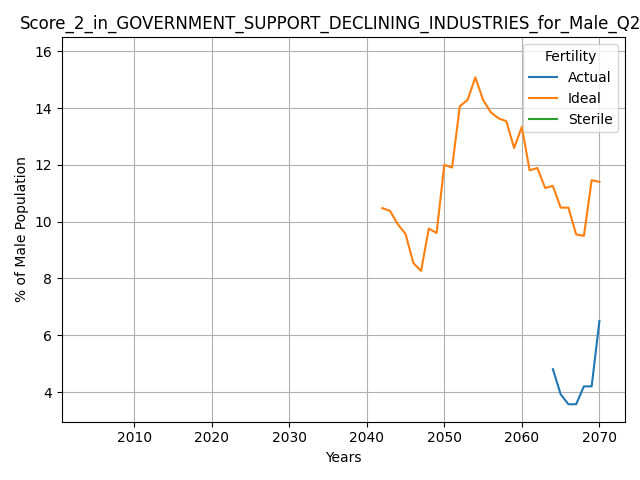 Score_2_in_GOVERNMENT_SUPPORT_DECLINING_INDUSTRIES_for_Male_Q2
Fertility
Actual
Ideal
Sterile
% of Male Population
16
14
12
10
8
6
4
2010 2020 2030 2040 2050 2060 2070
Years